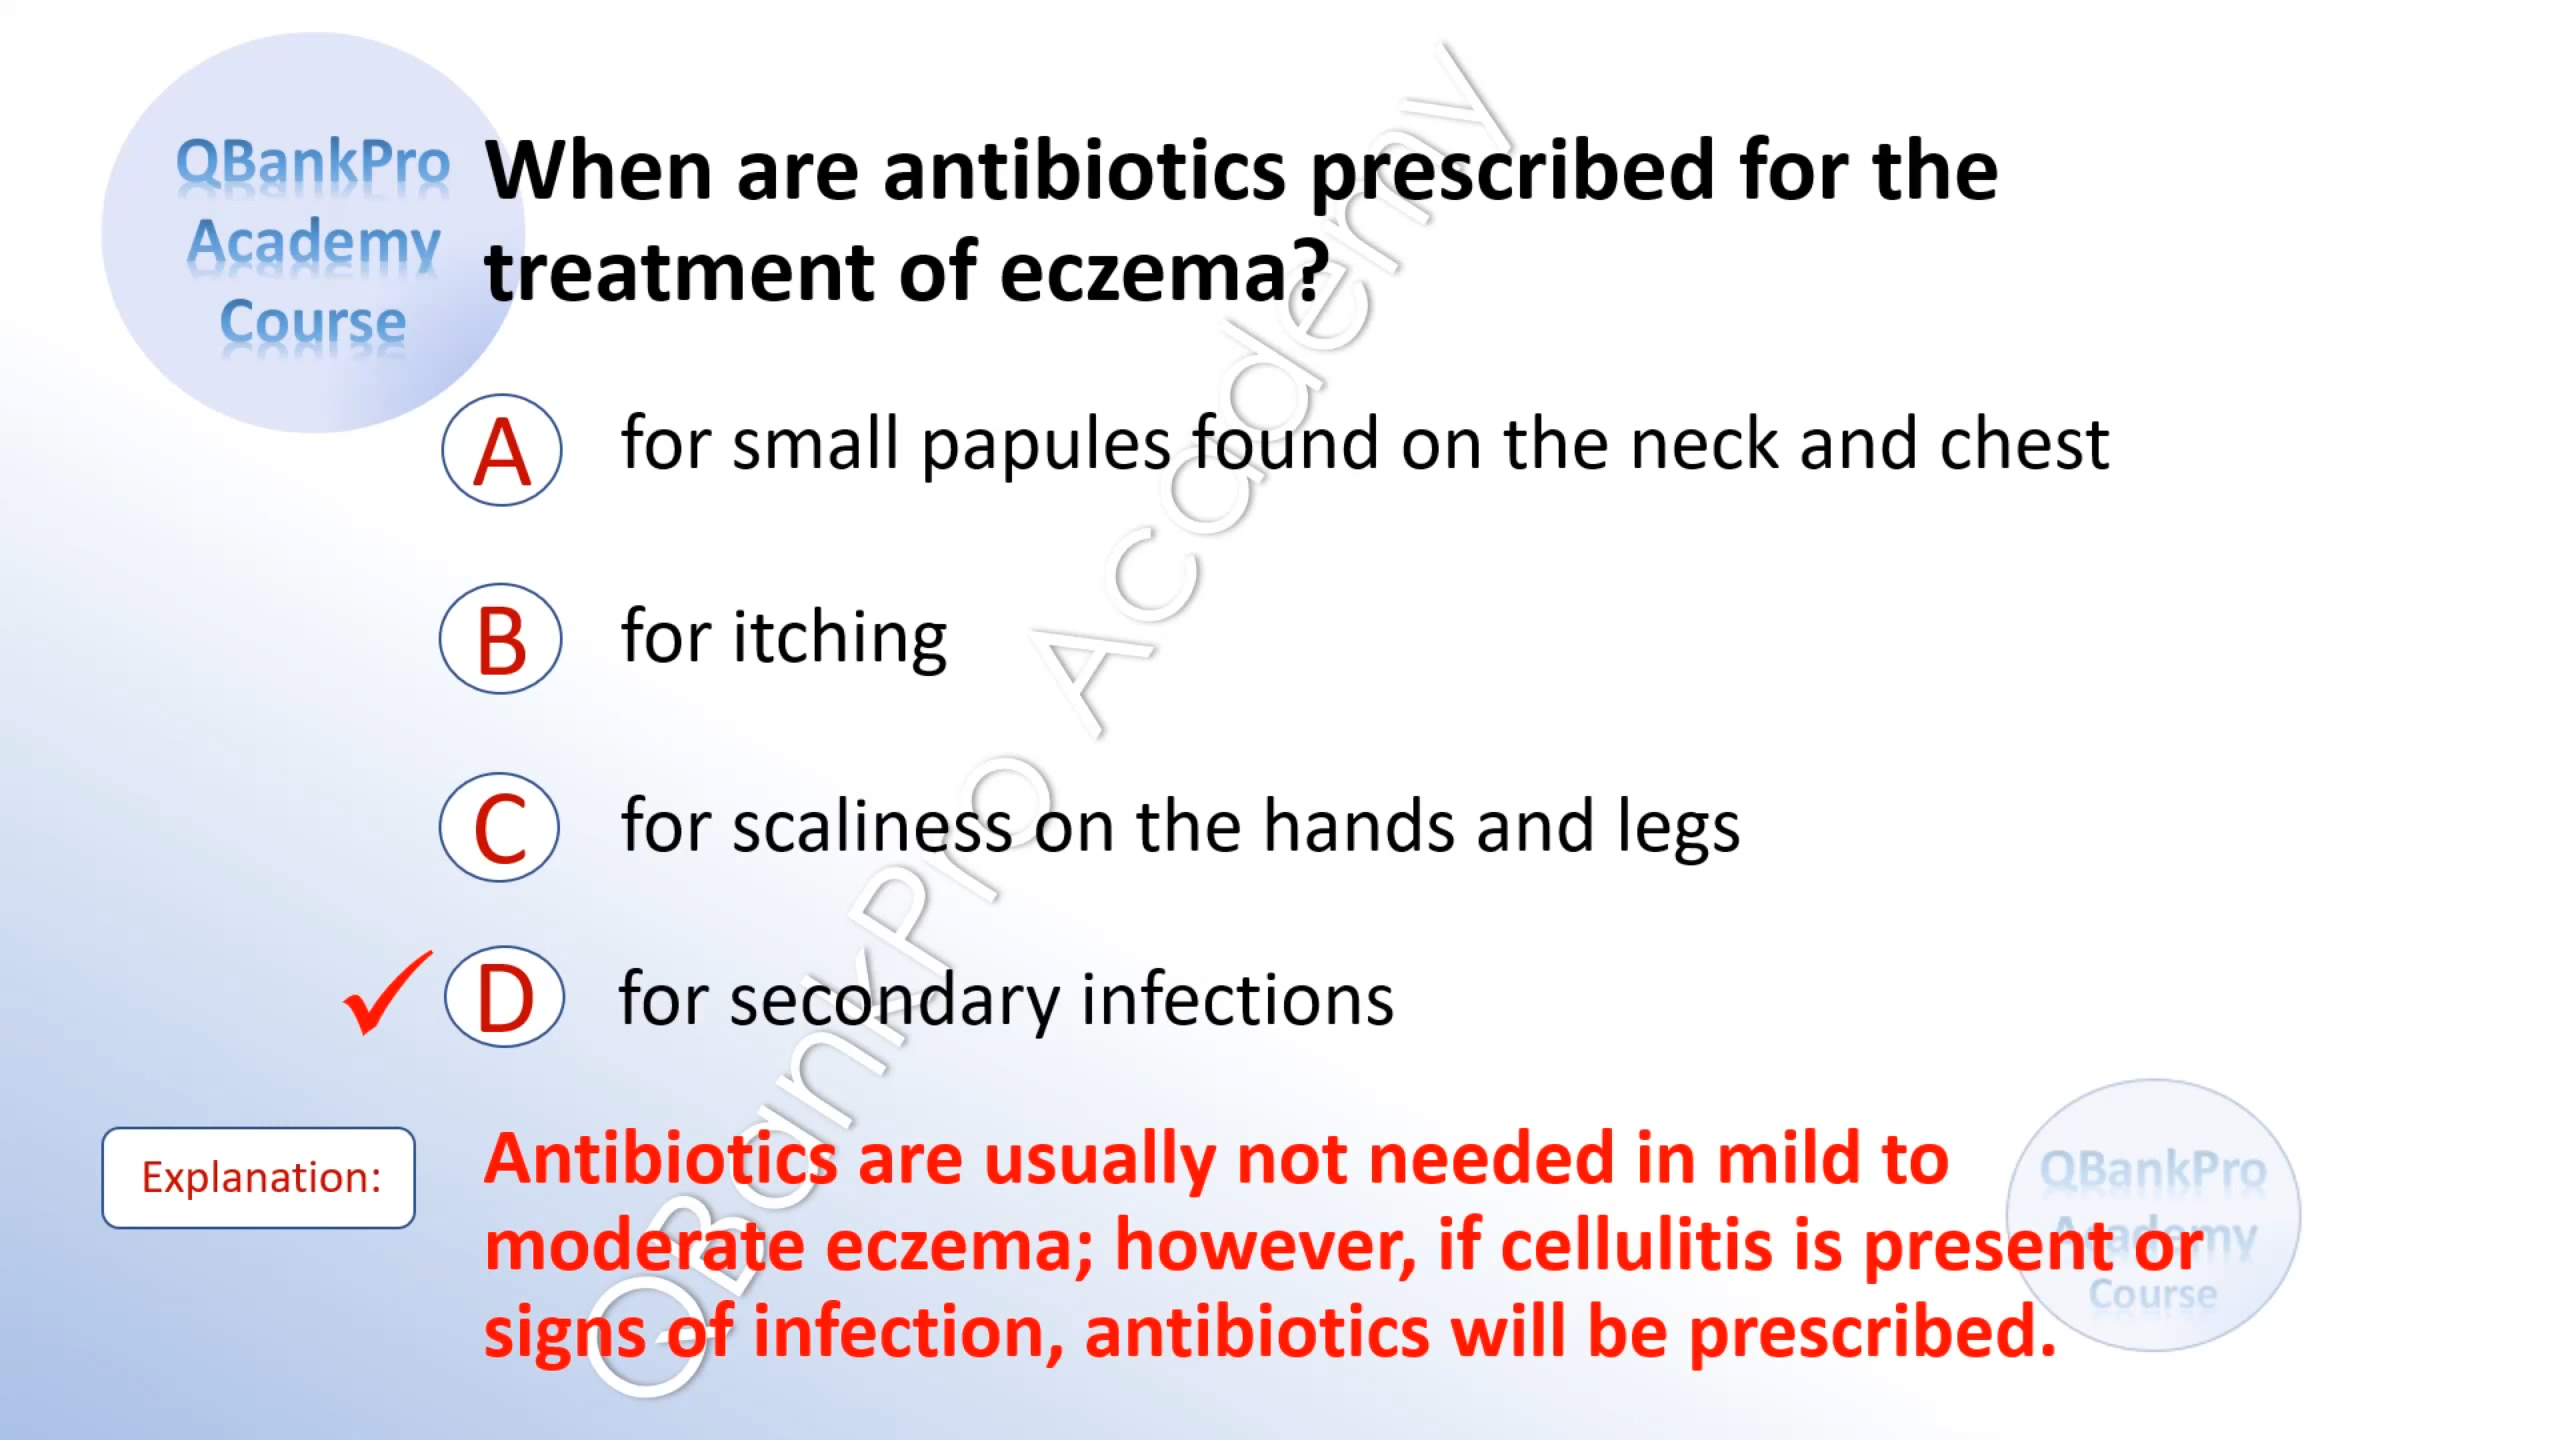 QBankPro
Academy
Course
When are antibiotics prescribed for the
treatment of eczema?
A for small papules found on the neck and chest
B for itching
C for scaliness on the hands and legs
D for secondary infections
Explanation:
Antibiotics are usually not needed in mild to
moderate eczema; however, if cellulitis is present or
signs of infection, antibiotics will be prescribed.
QBankPro
Academy
Course
QBankPro Academy